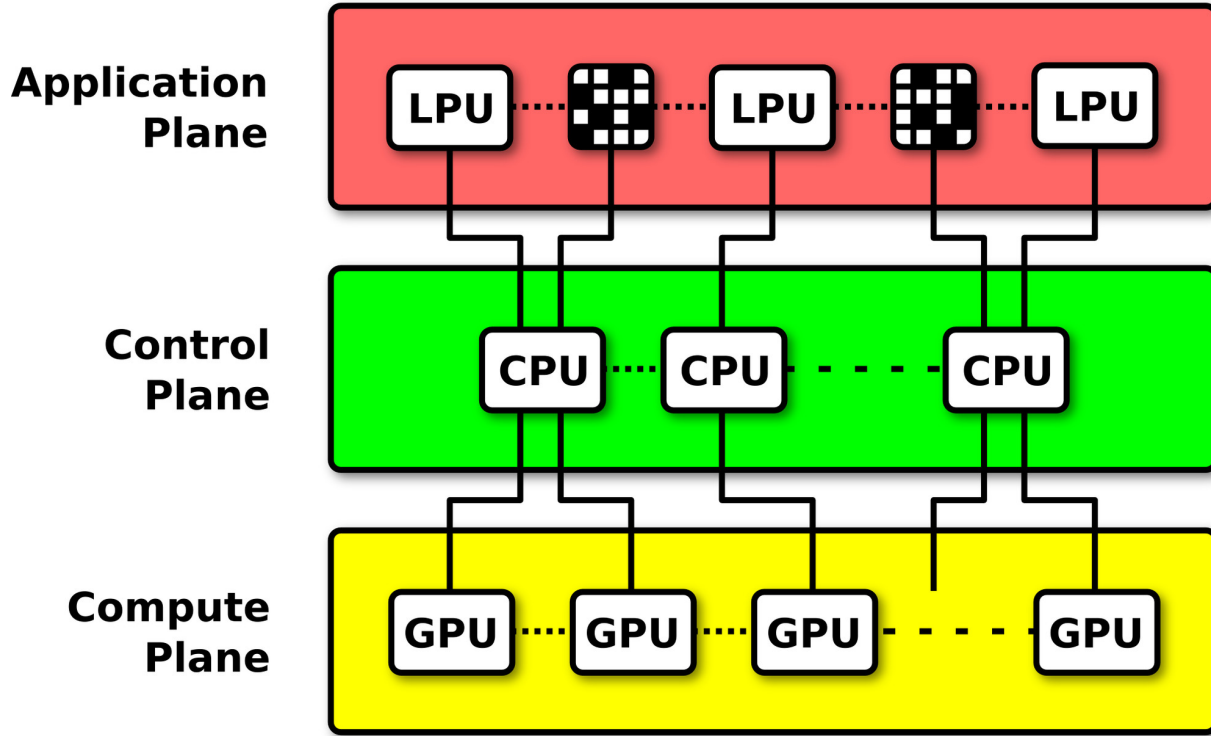 Application
Plane
LPU LPU LPU
Control
Plane
CPU CPU CPU
Compute
Plane
GPU GPU GPU GPU